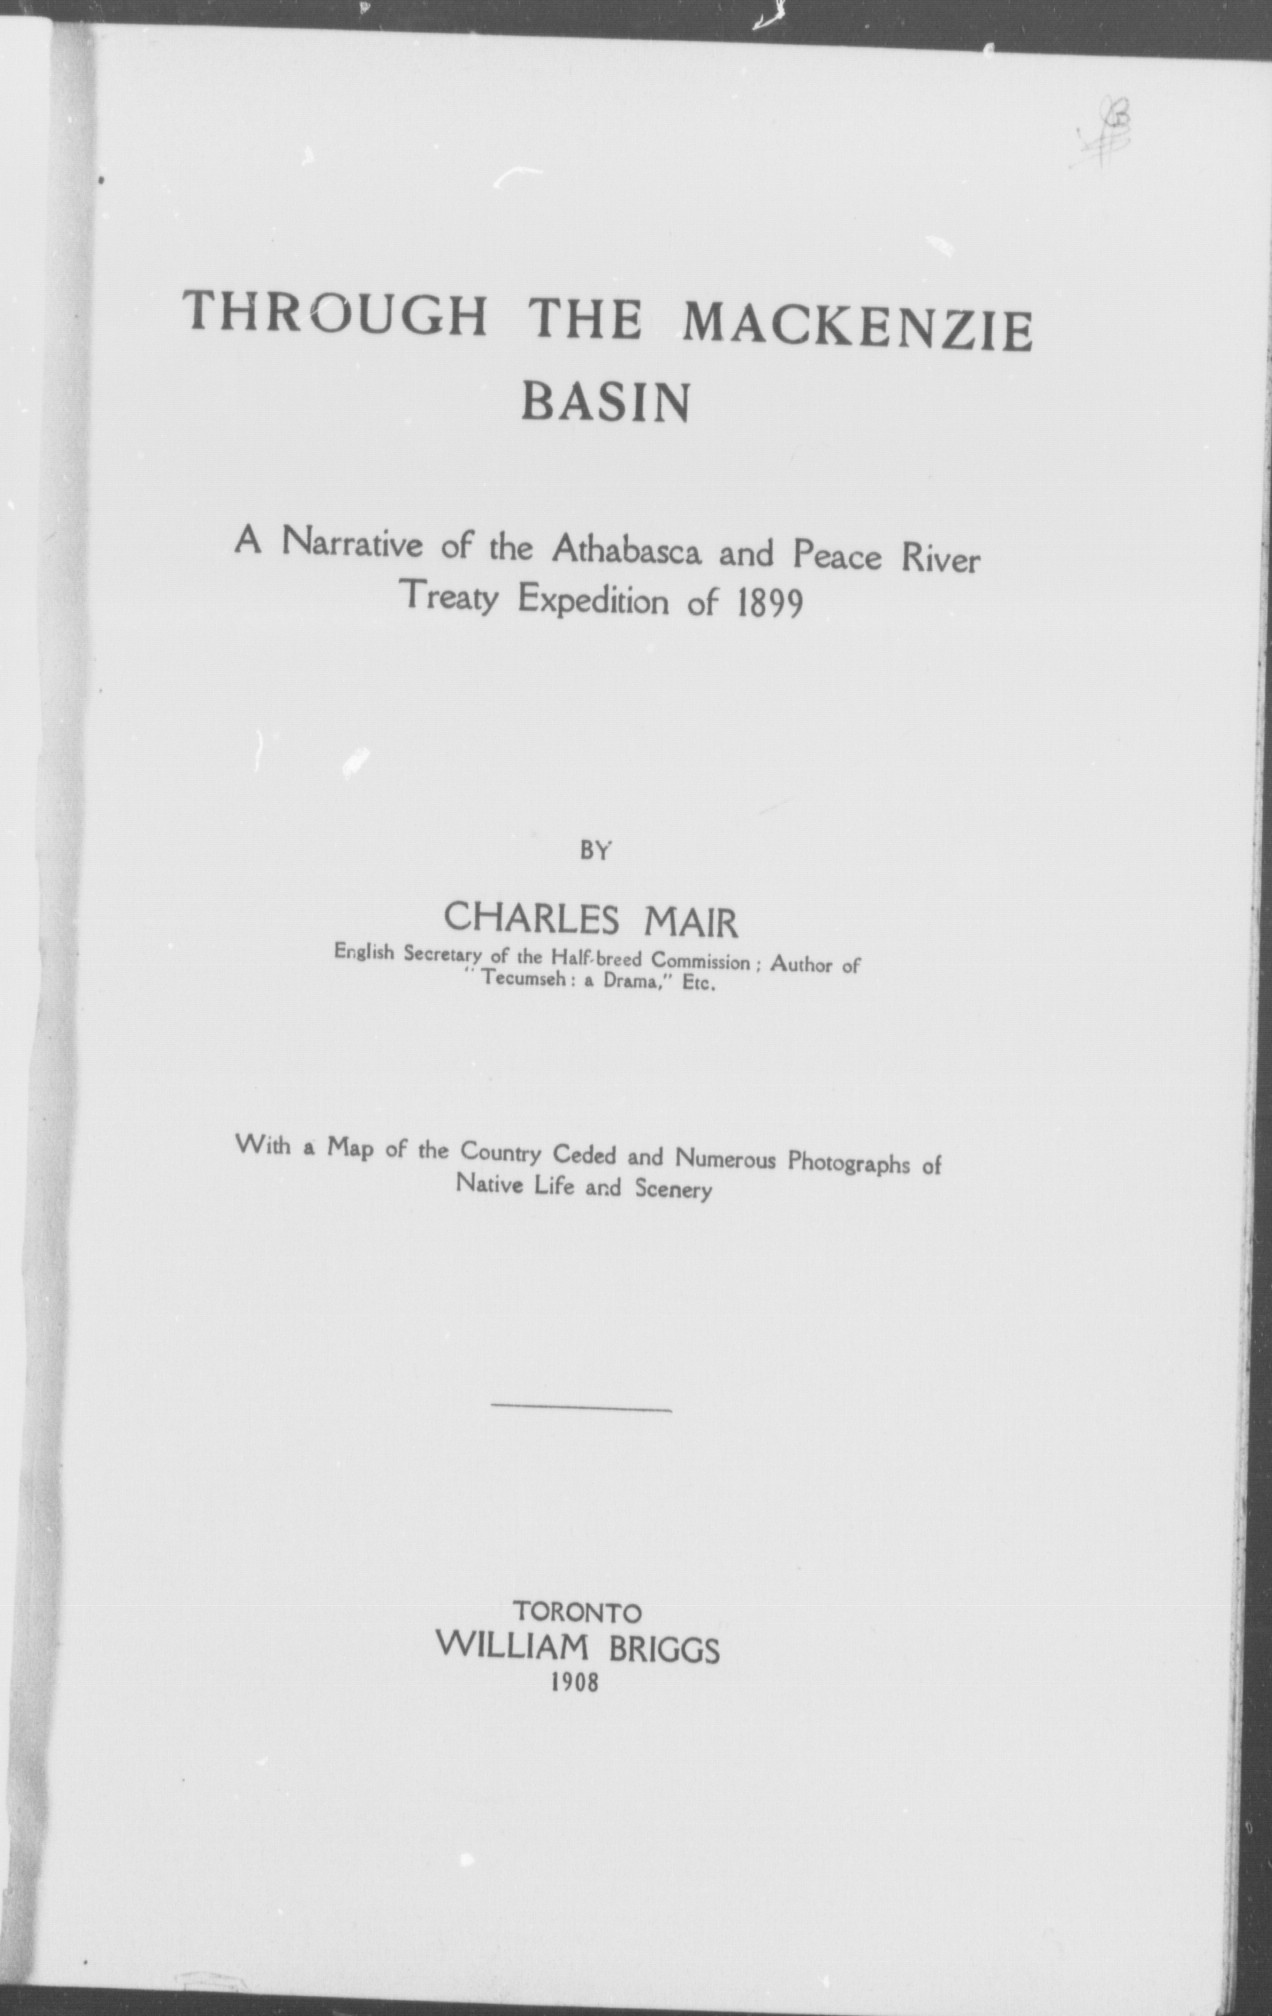 THROUGH THE MACKENZIE
BASIN
A Narrative of the Athabasca and Peace River
Treaty Expedition of 1899
BY
CHARLES MAIR
English Secretary of the Half-breed Commission; Author of
"Tecumseh: a Drama," Etc.
With a Map of the Country Ceded and Numerous Photographs of
Native Life and Scenery
TORONTO
WILLIAM BRIGGS
1908